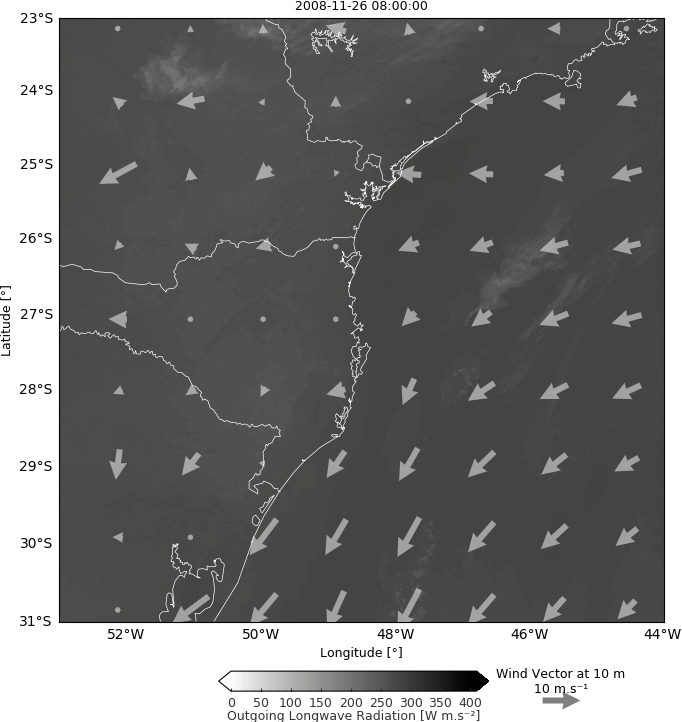 2008-11-26 08:00:00
23°S
24°S
25°S
26°S
27°S
28°S
29°S
30°S
31°S
Latitude [°]
52°W 50°W 48°W 46°W 44°W
Longitude [°]
Wind Vector at 10 m
10 m.s⁻¹
0 50 100 150 200 250 300 350 400
Outgoing Longwave Radiation [W m.s⁻²]